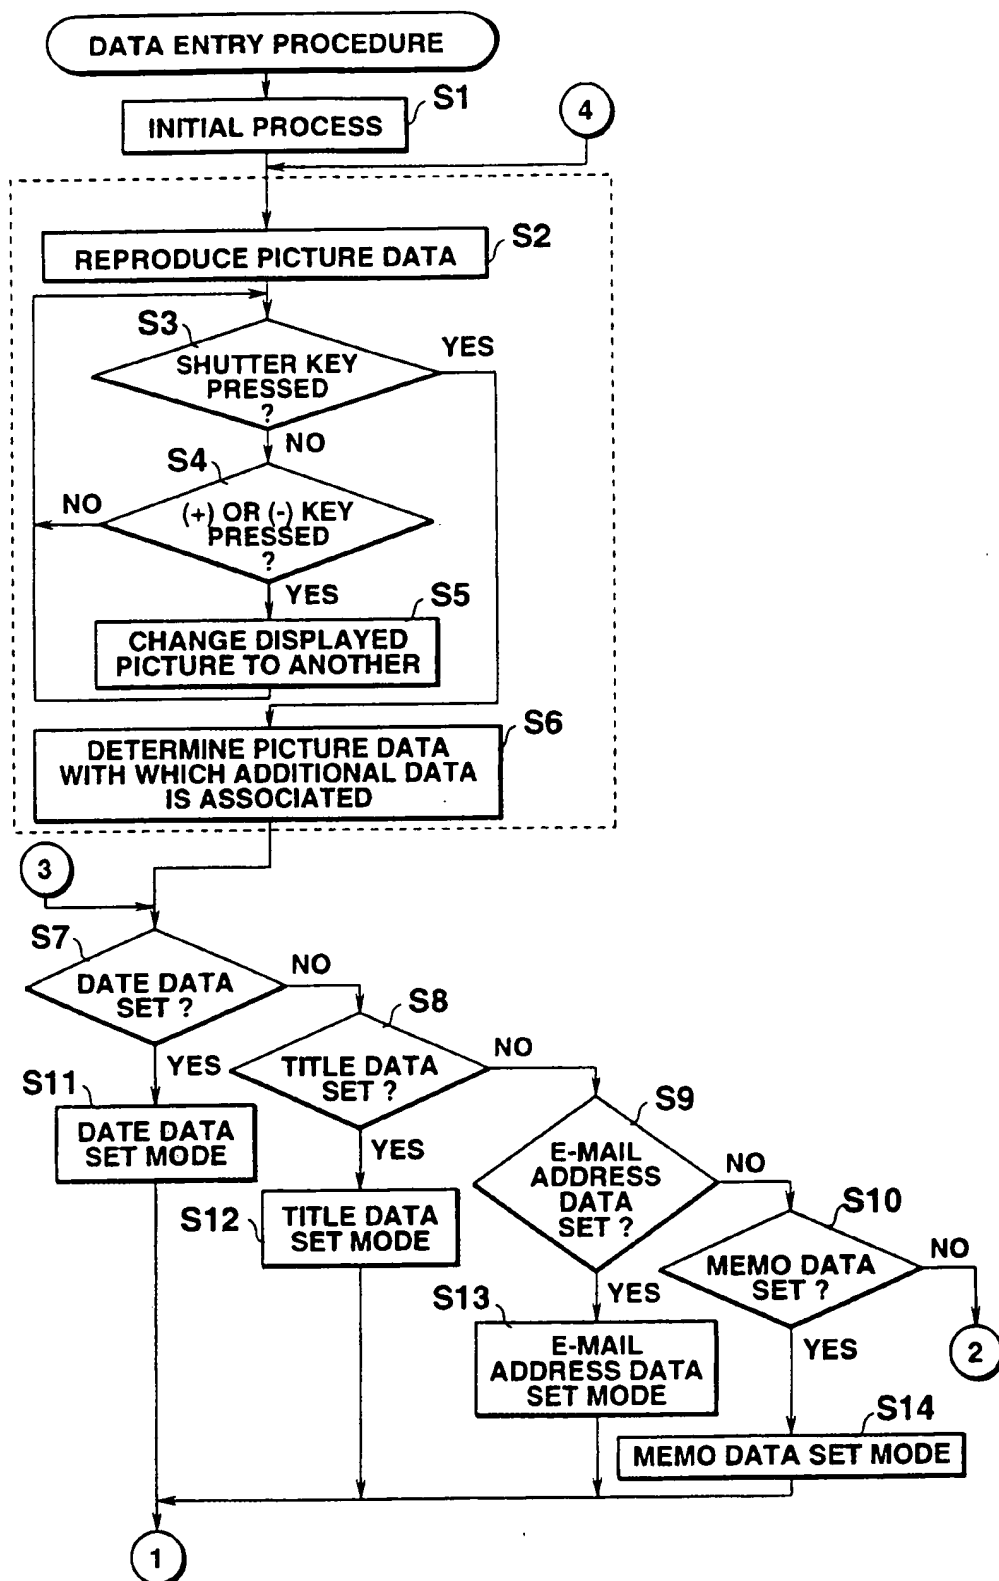 DATA ENTRY PROCEDURE
S1
INITIAL PROCESS
4
S2
REPRODUCE PICTURE DATA
S3
SHUTTER KEY
PRESSED
?
YES
NO
S4
(+) OR (-) KEY
PRESSED
?
NO
YES
S5
CHANGE DISPLAYED
PICTURE TO ANOTHER
S6
DETERMINE PICTURE DATA
WITH WHICH ADDITIONAL DATA
IS ASSOCIATED
3
S7
DATE DATA
SET ?
NO
YES
S8
TITLE DATA
SET ?
NO
YES
S9
E-MAIL
ADDRESS
DATA
SET ?
NO
YES
S10
MEMO DATA
SET ?
NO
YES
2
S11
DATE DATA
SET MODE
S12
TITLE DATA
SET MODE
S13
E-MAIL
ADDRESS DATA
SET MODE
S14
MEMO DATA SET MODE
1